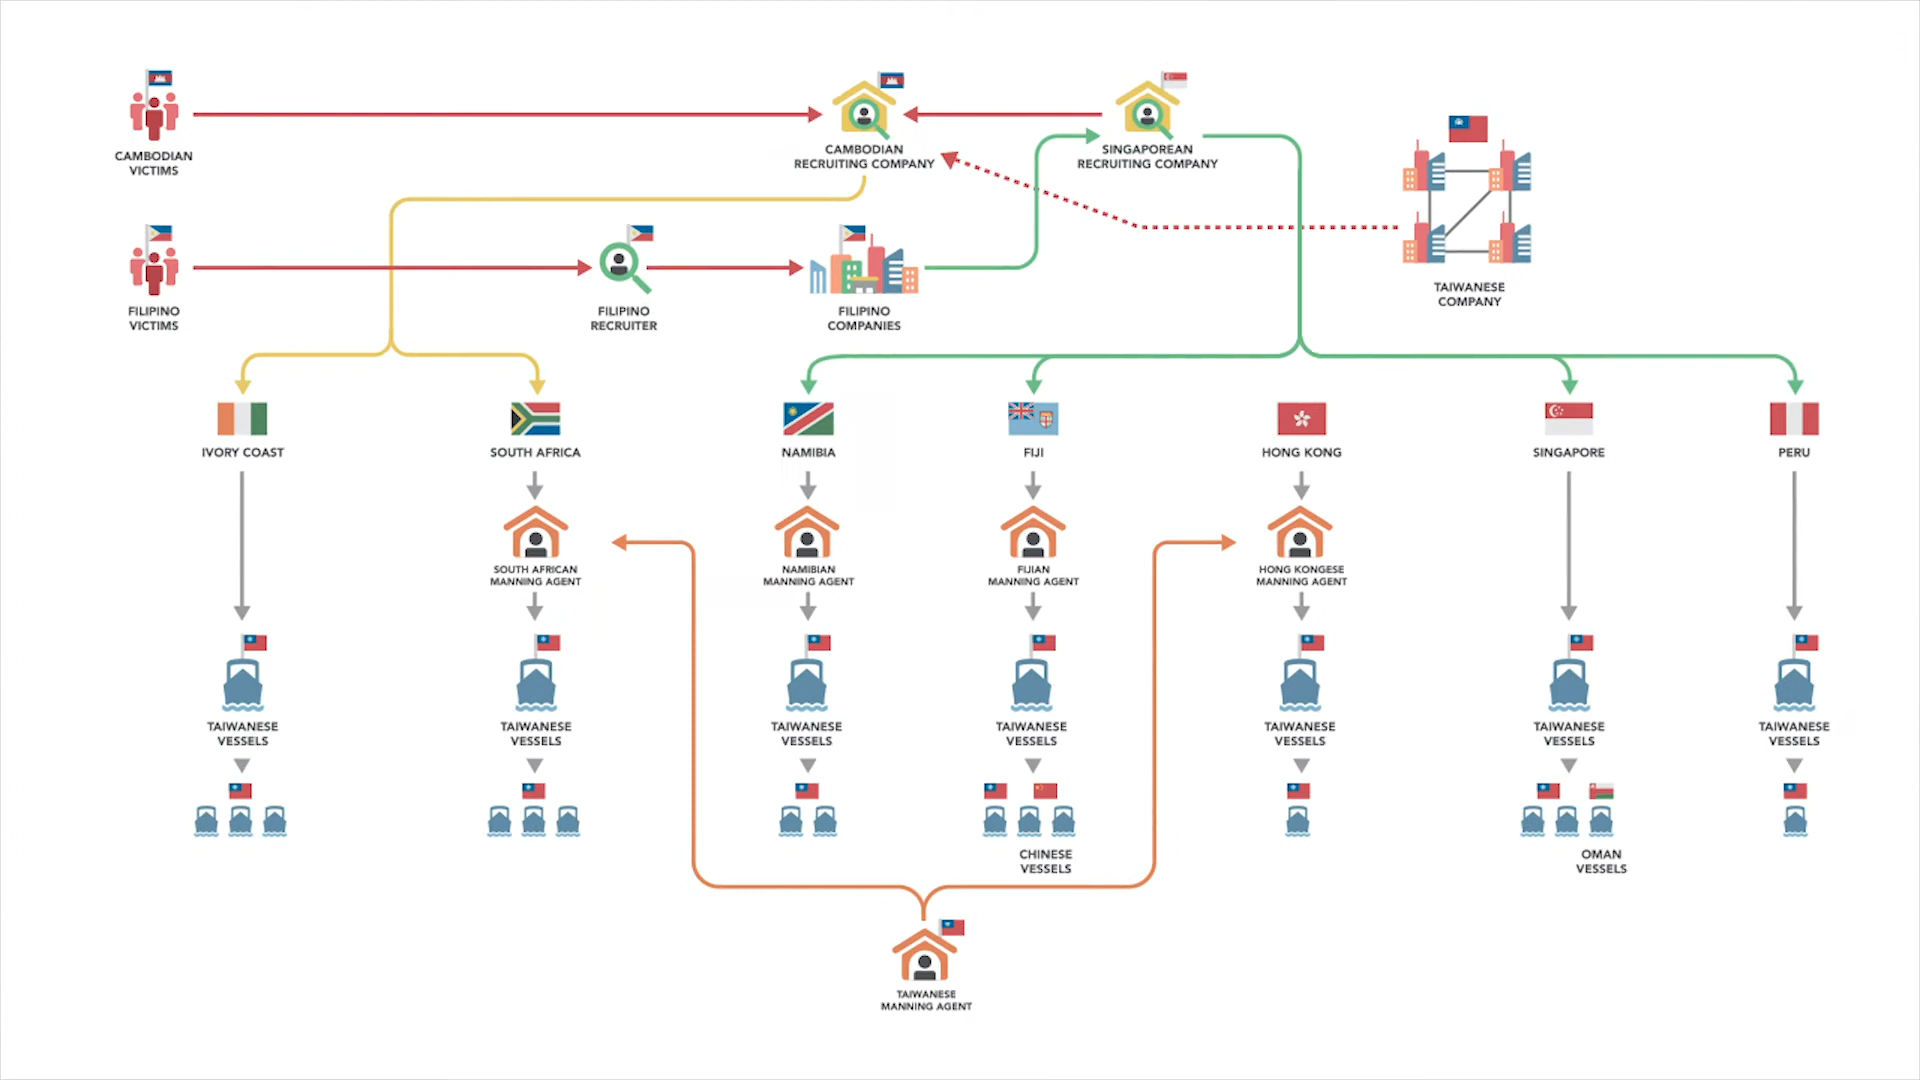 CAMBODIAN
VICTIMS
CAMBODIAN
RECRUITING COMPANY
SINGAPOREAN
RECRUITING COMPANY
TAIWANESE
COMPANY
FILIPINO
VICTIMS
FILIPINO
RECRUITER
FILIPINO
COMPANIES
IVORY COAST
SOUTH AFRICA
NAMIBIA
FIJI
HONG KONG
SINGAPORE
PERU
SOUTH AFRICAN
MANNING AGENT
NAMIBIAN
MANNING AGENT
FIJIAN
MANNING AGENT
HONG KONGESE
MANNING AGENT
TAIWANESE
VESSELS
TAIWANESE
VESSELS
TAIWANESE
VESSELS
TAIWANESE
VESSELS
TAIWANESE
VESSELS
TAIWANESE
VESSELS
TAIWANESE
VESSELS
CHINESE
VESSELS
OMAN
VESSELS
TAIWANESE
MANNING AGENT